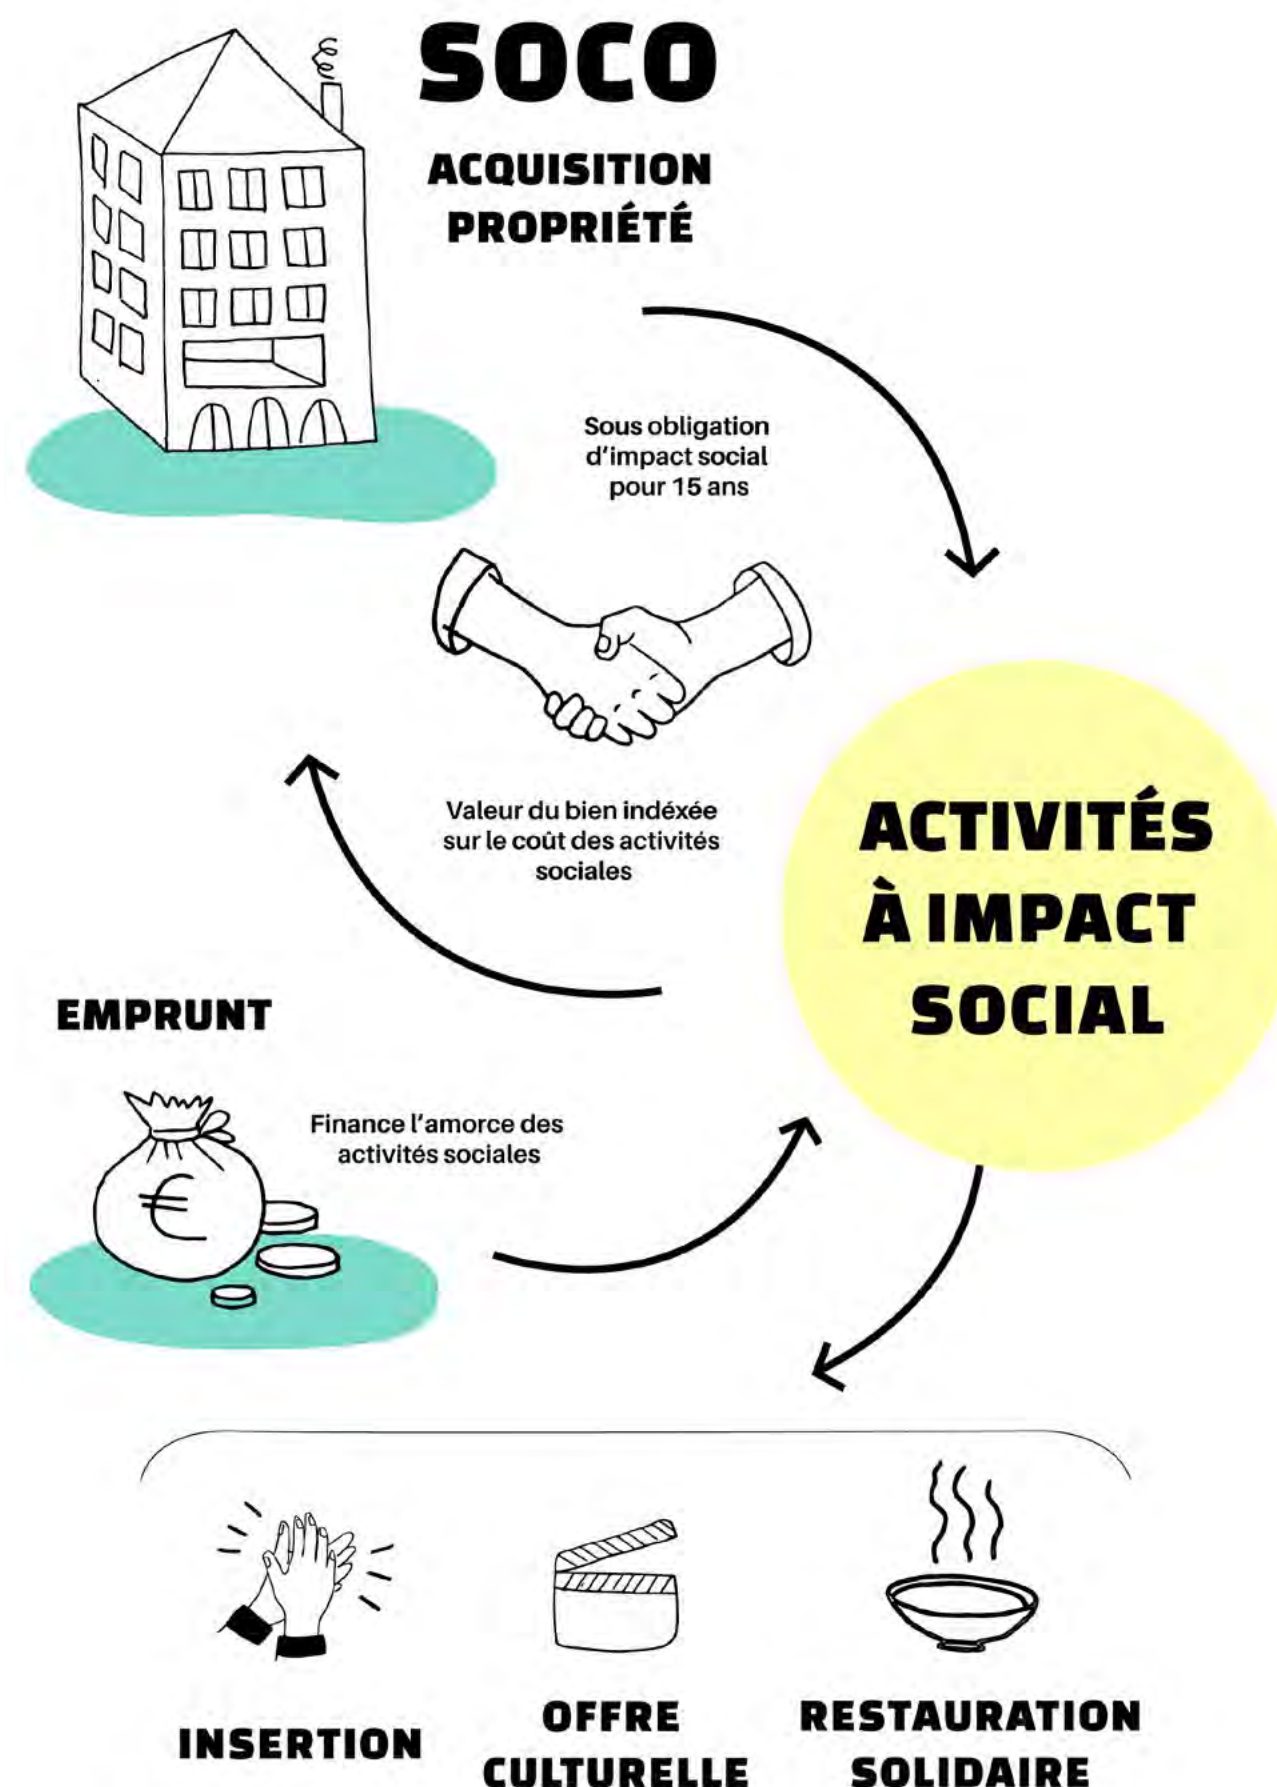 SOCO
ACQUISITION
PROPRIÉTÉ
Sous obligation
d'impact social
pour 15 ans
Valeur du bien indéxée
sur le coût des activités
sociales
ACTIVITÉS
À IMPACT
SOCIAL
EMPRUNT
Finance l'amorce des
activités sociales
€
INSERTION
OFFRE
CULTURELLE
RESTAURATION
SOLIDAIRE